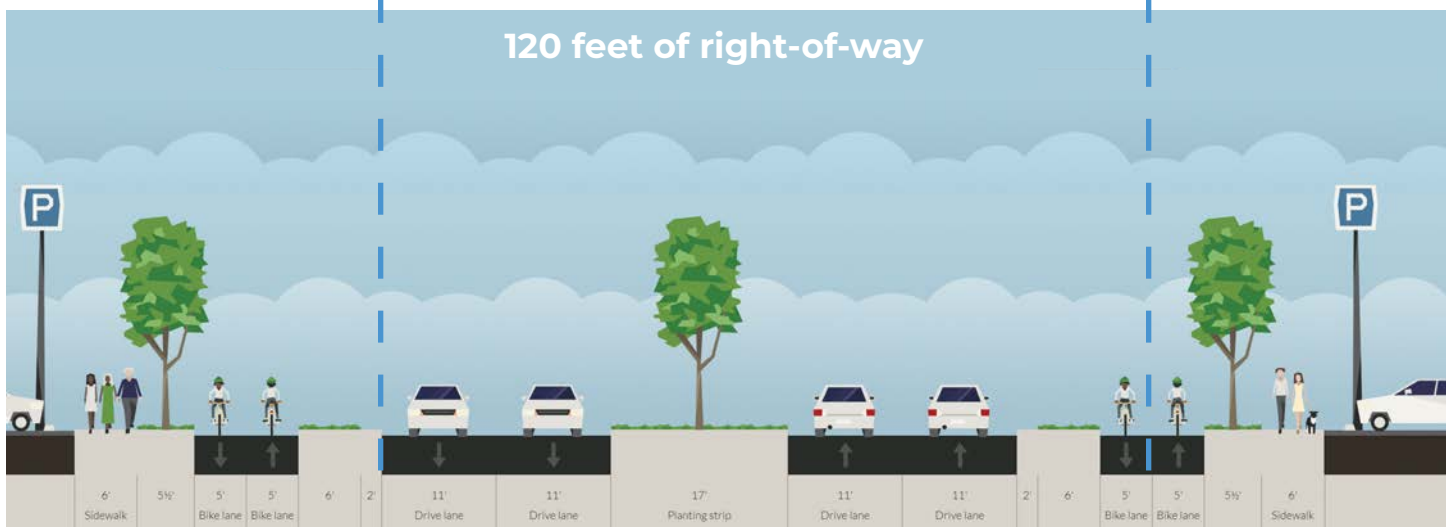 120 feet of right-of-way
P
P
6' 5½' 5' 5' 6' 2' 11' 11' 17' 11' 11' 2' 6' 5' 5' 5½' 6'
Sidewalk Bike lane Bike lane Drive lane Drive lane Planting strip Drive lane Drive lane Bike lane Bike lane Sidewalk